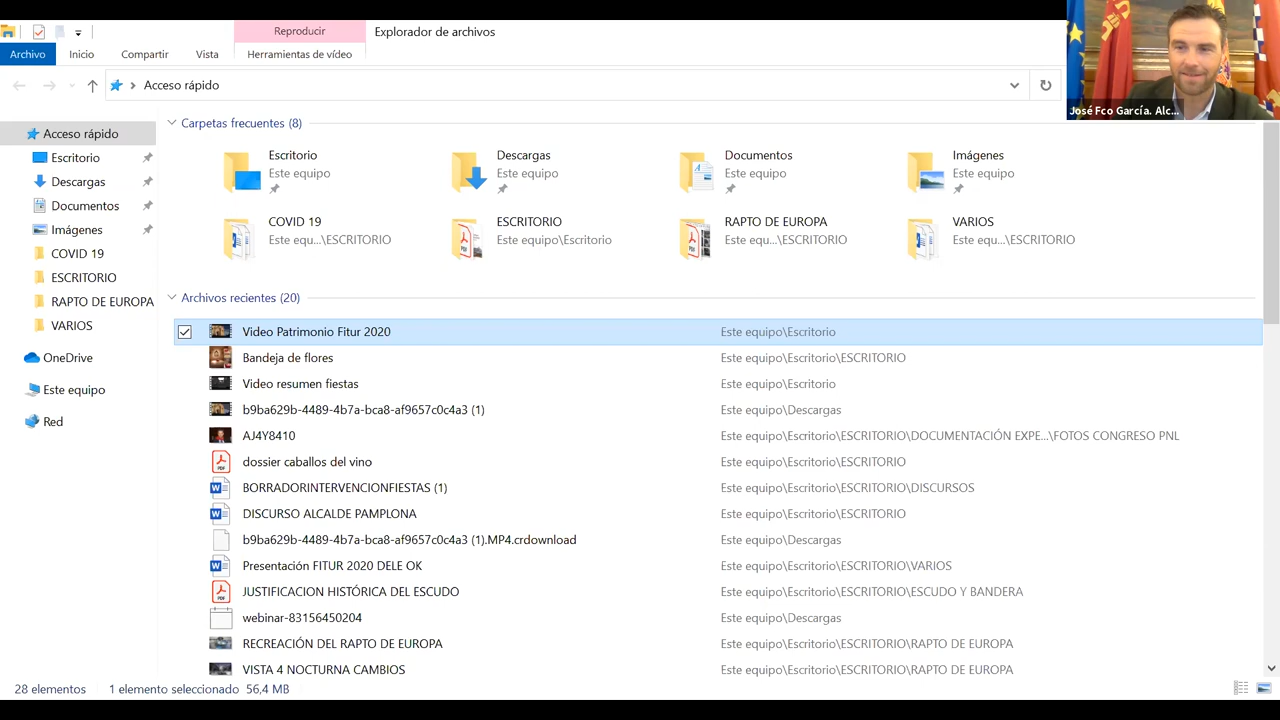 Reproducir
Explorador de archivos
Archivo
Inicio
Compartir
Vista
Herramientas de vídeo
Acceso rápido
José Fco García. Alc...
Acceso rápido
Escritorio
Descargas
Documentos
Imágenes
COVID 19
ESCRITORIO
RAPTO DE EUROPA
VARIOS
OneDrive
Este equipo
Red
Carpetas frecuentes (8)
Escritorio
Este equipo
Descargas
Este equipo
Documentos
Este equipo
Imágenes
Este equipo
COVID 19
Este equ...\ESCRITORIO
ESCRITORIO
Este equipo\Escritorio
RAPTO DE EUROPA
Este equ...\ESCRITORIO
VARIOS
Este equ...\ESCRITORIO
Archivos recientes (20)
Video Patrimonio Fitur 2020 Este equipo\Escritorio
Bandeja de flores Este equipo\Escritorio\ESCRITORIO
Video resumen fiestas Este equipo\Escritorio
b9ba629b-4489-4b7a-bca8-af9657c0c4a3 (1) Este equipo\Descargas
AJ4Y8410 Este equipo\Escritorio\ESCRITORIO\DOCUMENTACIÓN EXPE...\FOTOS CONGRESO PNL
dossier caballos del vino Este equipo\Escritorio\ESCRITORIO
BORRADORINTERVENCIONFIESTAS (1) Este equipo\Escritorio\ESCRITORIO\DISCURSOS
DISCURSO ALCALDE PAMPLONA Este equipo\Escritorio\ESCRITORIO
b9ba629b-4489-4b7a-bca8-af9657c0c4a3 (1).MP4.crdownload Este equipo\Descargas
Presentación FITUR 2020 DELE OK Este equipo\Escritorio\ESCRITORIO\VARIOS
JUSTIFICACION HISTÓRICA DEL ESCUDO Este equipo\Escritorio\ESCRITORIO\ESCUDO Y BANDERA
webinar-83156450204 Este equipo\Descargas
RECREACIÓN DEL RAPTO DE EUROPA Este equipo\Escritorio\ESCRITORIO\RAPTO DE EUROPA
VISTA 4 NOCTURNA CAMBIOS Este equipo\Escritorio\ESCRITORIO\RAPTO DE EUROPA
28 elementos 1 elemento seleccionado 56,4 MB